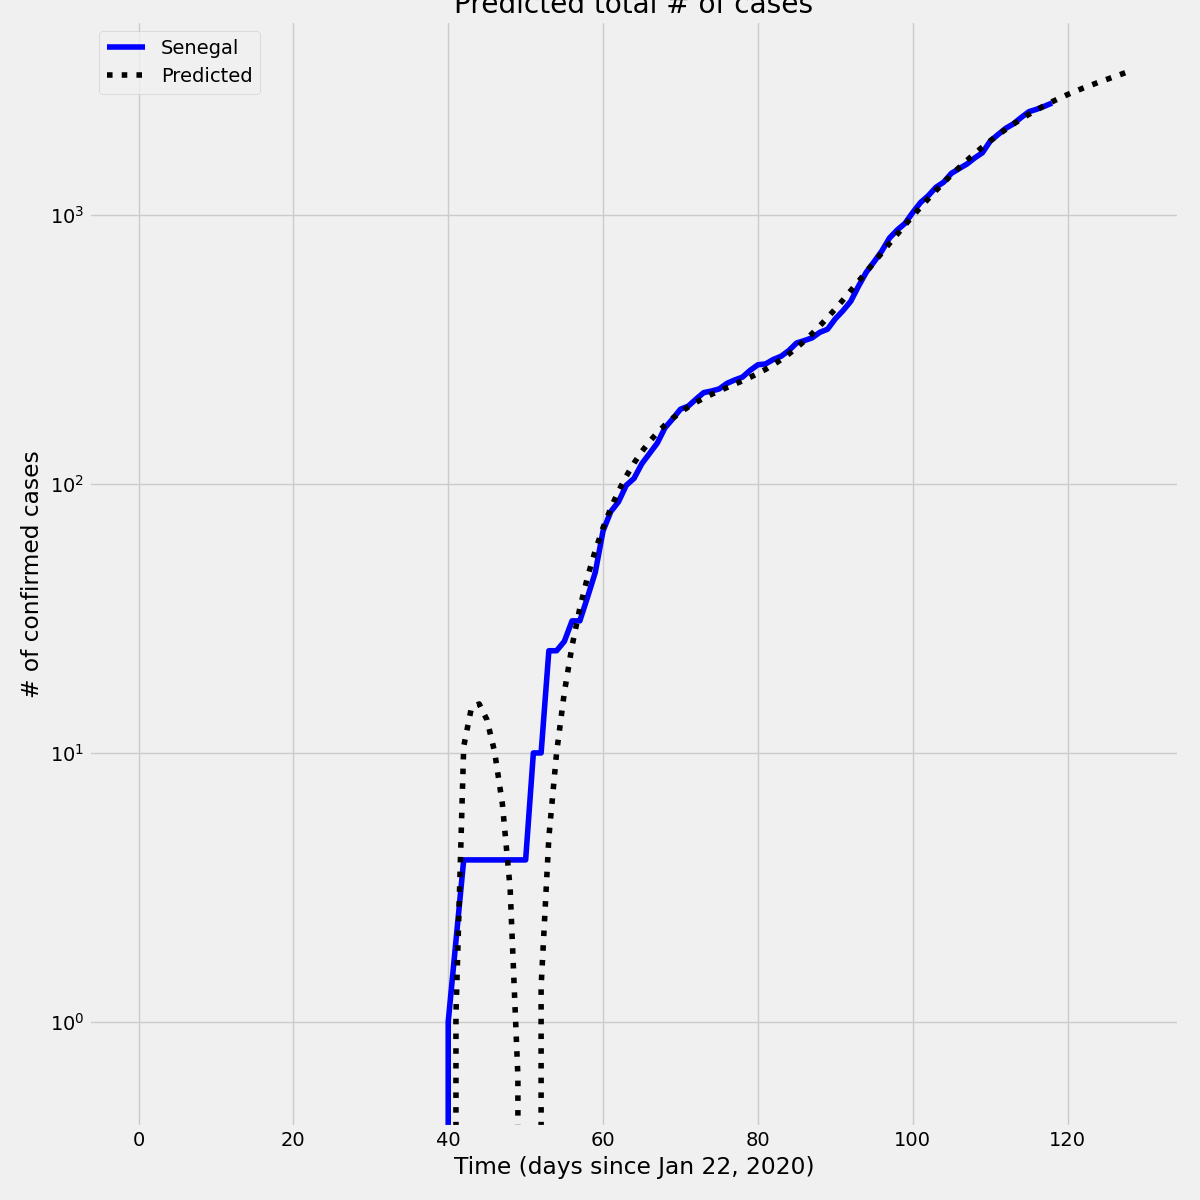 Predicted total # of cases
Senegal
Predicted
10³
10²
10¹
10⁰
# of confirmed cases
0 20 40 60 80 100 120
Time (days since Jan 22, 2020)